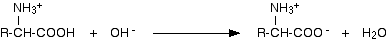 NH3+ NH3+
R-CH-COOH + OH- R-CH-COO- + H2O